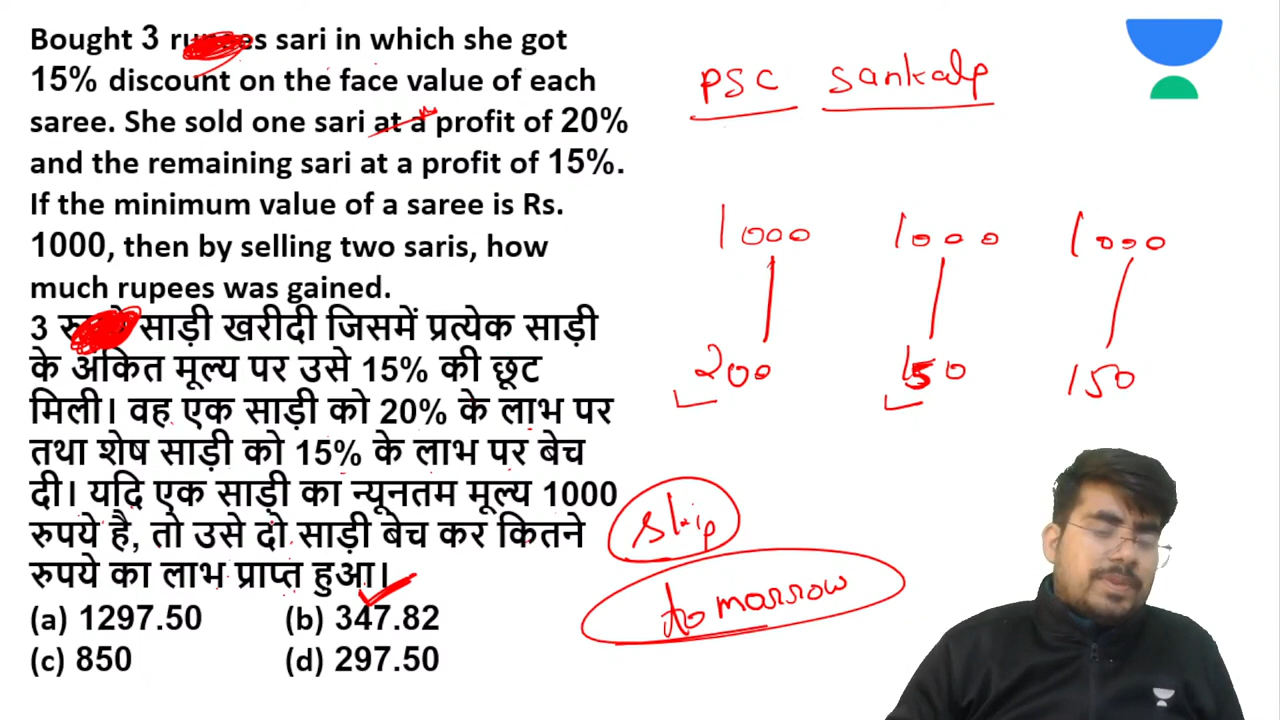 Bought 3 sari in which she got
15% discount on the face value of each
saree. She sold one sari at a profit of 20%
and the remaining sari at a profit of 15%.
If the minimum value of a saree is Rs.
1000, then by selling two saris, how
much rupees was gained.
3 साड़ी खरीदी जिसमें प्रत्येक साड़ी
के अंकित मूल्य पर उसे 15% की छूट
मिली। वह एक साड़ी को 20% के लाभ पर
तथा शेष साड़ी को 15% के लाभ पर बेच
दी। यदि एक साड़ी का न्यूनतम मूल्य 1000
रुपये है, तो उसे दो साड़ी बेच कर कितने
रुपये का लाभ प्राप्त हुआ।
(a) 1297.50 (b) 347.82
(c) 850 (d) 297.50
PSC sankalp
1000 1000 1000
200 150 150
skip
tomorrow